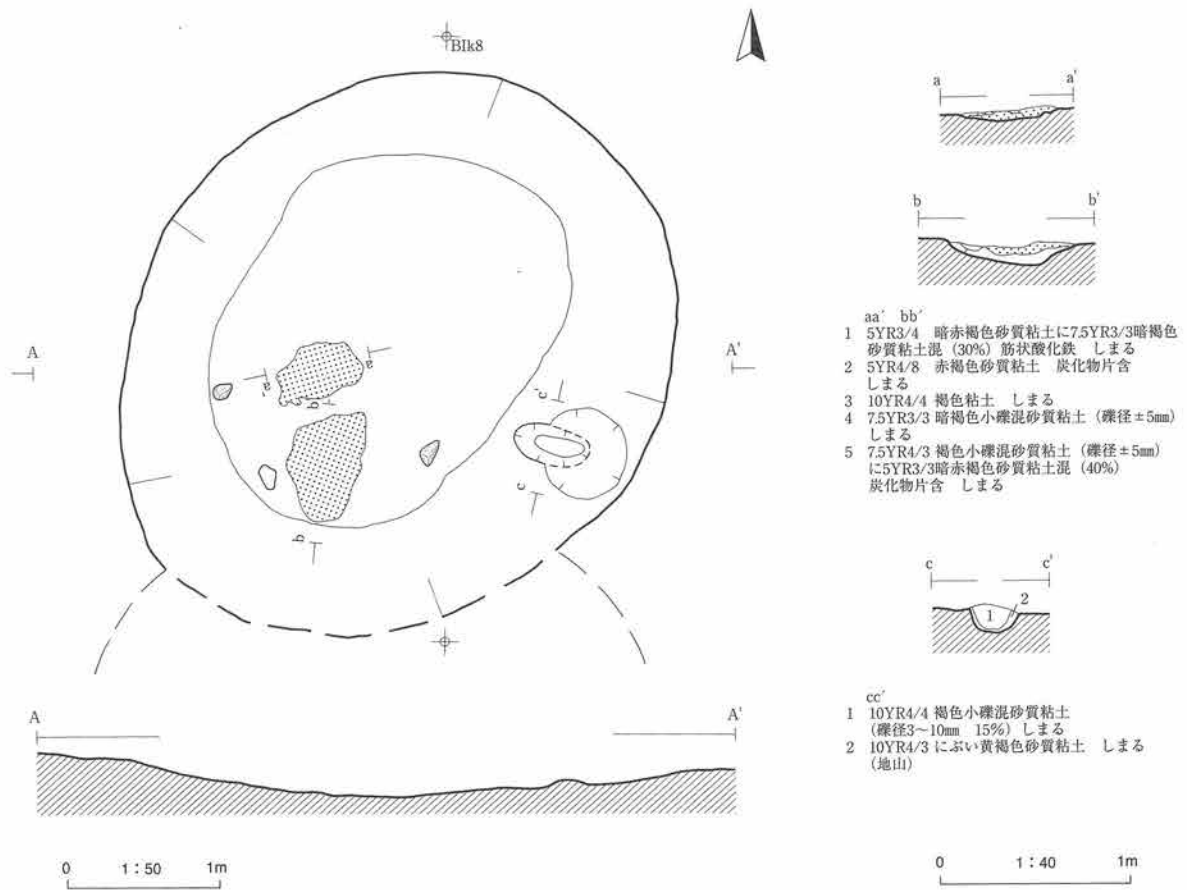 BIk8
A
A'
a
a'
b
b'
c'
c
a
a'
b
b'
aa' bb'
1 5YR3/4 暗赤褐色砂質粘土に7.5YR3/3暗褐色
砂質粘土混(30%)筋状酸化鉄 しまる
2 5YR4/8 赤褐色砂質粘土 炭化物片含
しまる
3 10YR4/4 褐色粘土 しまる
4 7.5YR3/3 暗褐色小礫混砂質粘土(礫径±5mm)
しまる
5 7.5YR4/3 褐色小礫混砂質粘土(礫径±5mm)
に5YR3/3暗赤褐色砂質粘土混(40%)
炭化物片含 しまる
c
c'
1
2
cc'
1 10YR4/4 褐色小礫混砂質粘土
(礫径3~10mm 15%)しまる
2 10YR4/3 にぶい黄褐色砂質粘土 しまる
(地山)
A
A'
0 1:50 1m
0 1:40 1m